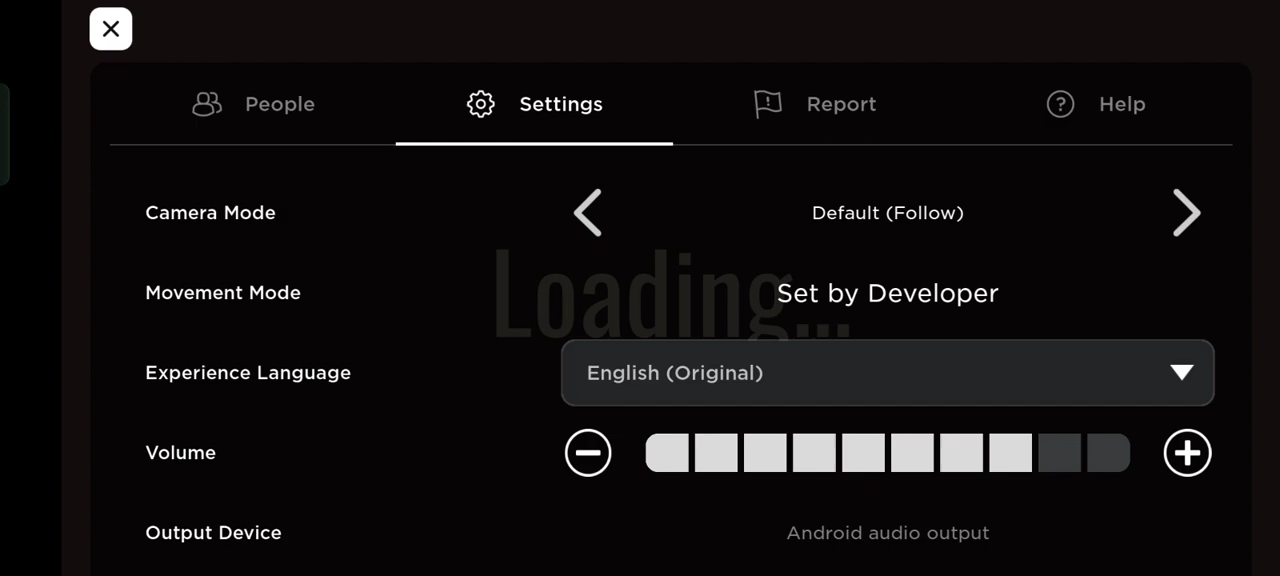 People
Settings
Report
Help
Camera Mode
Default (Follow)
Loading...
Movement Mode
Set by Developer
Experience Language
English (Original)
Volume
Output Device
Android audio output